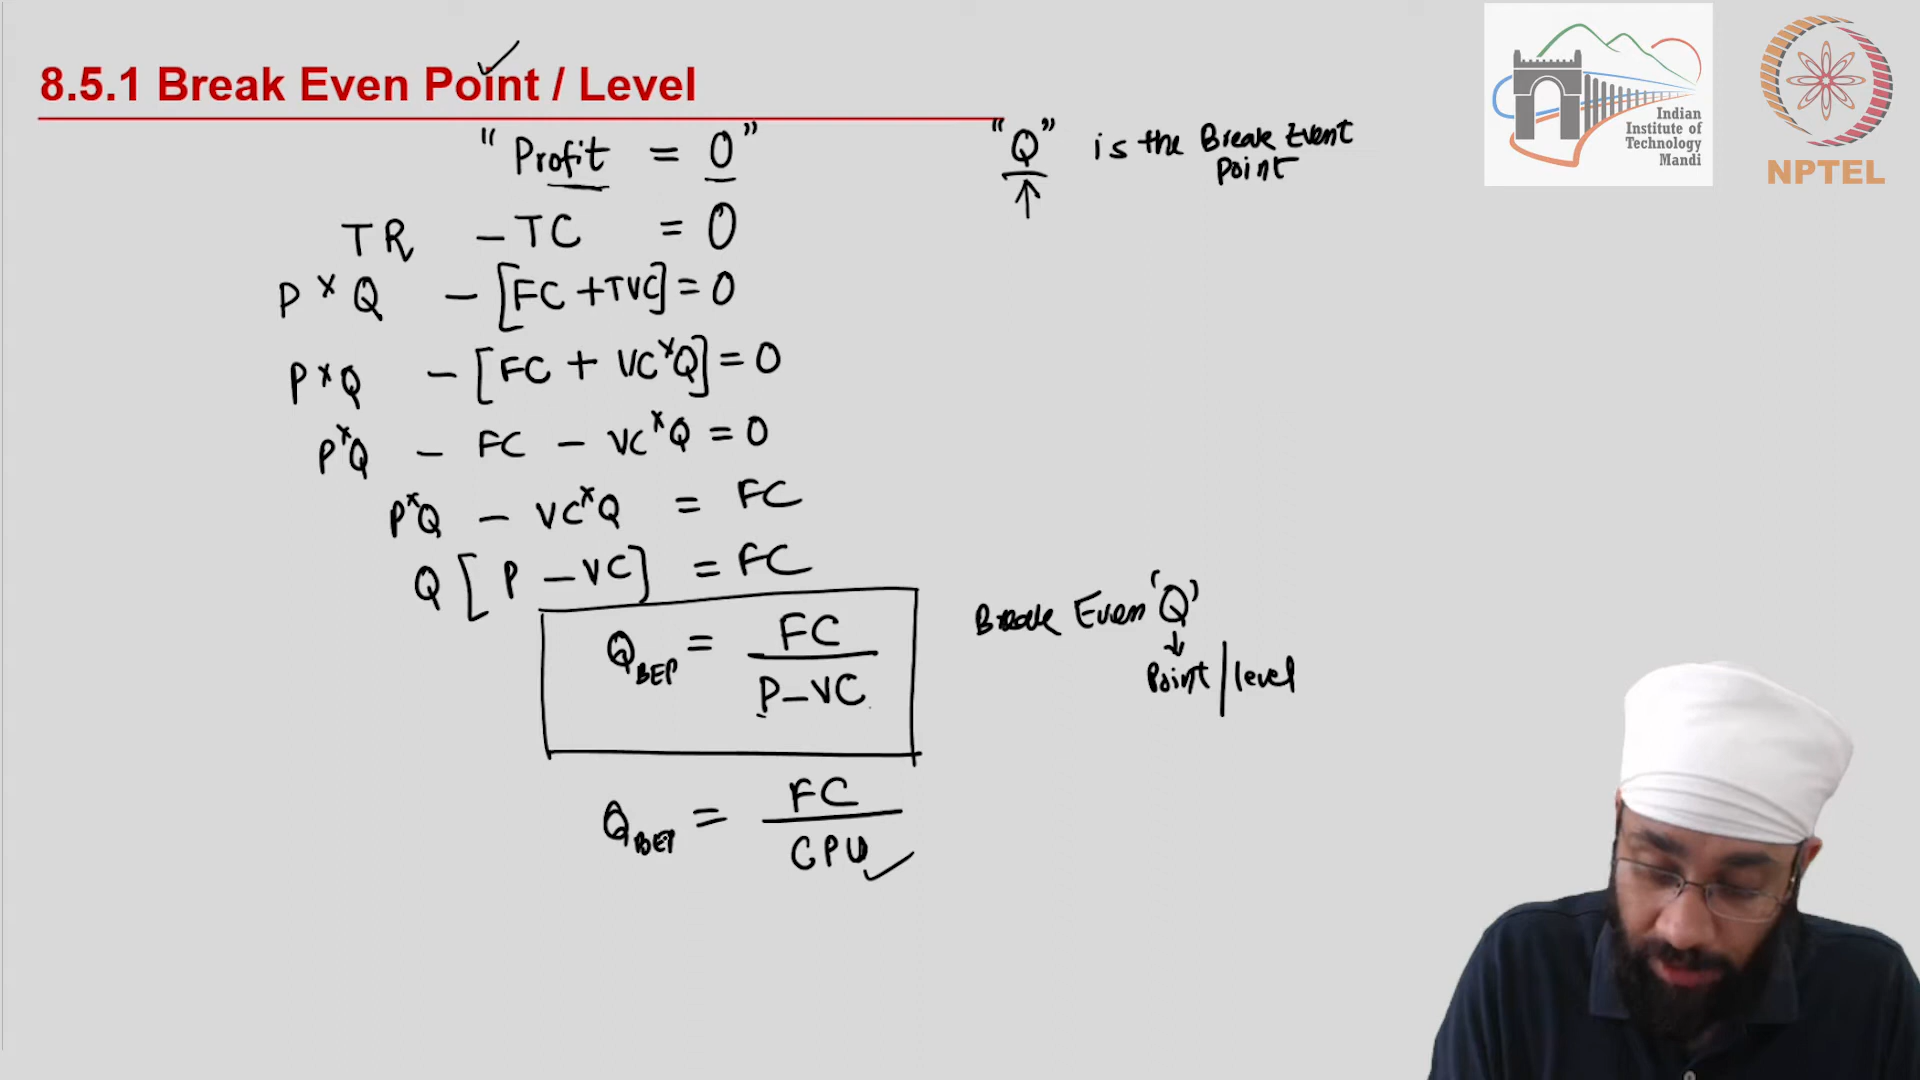 8.5.1 Break Even Point / Level
"Profit = 0"
"Q" is the Break Event
Point
Indian
Institute of
Technology
Mandi
NPTEL
TR - TC = 0
P × Q - [FC + TVC] = 0
P × Q - [FC + VC × Q] = 0
P × Q - FC - VC × Q = 0
P × Q - VC × Q = FC
Q [P - VC] = FC
Q BEP = FC / P - VC
Break Even 'Q'
Point / level
Q BEP = FC / CPU